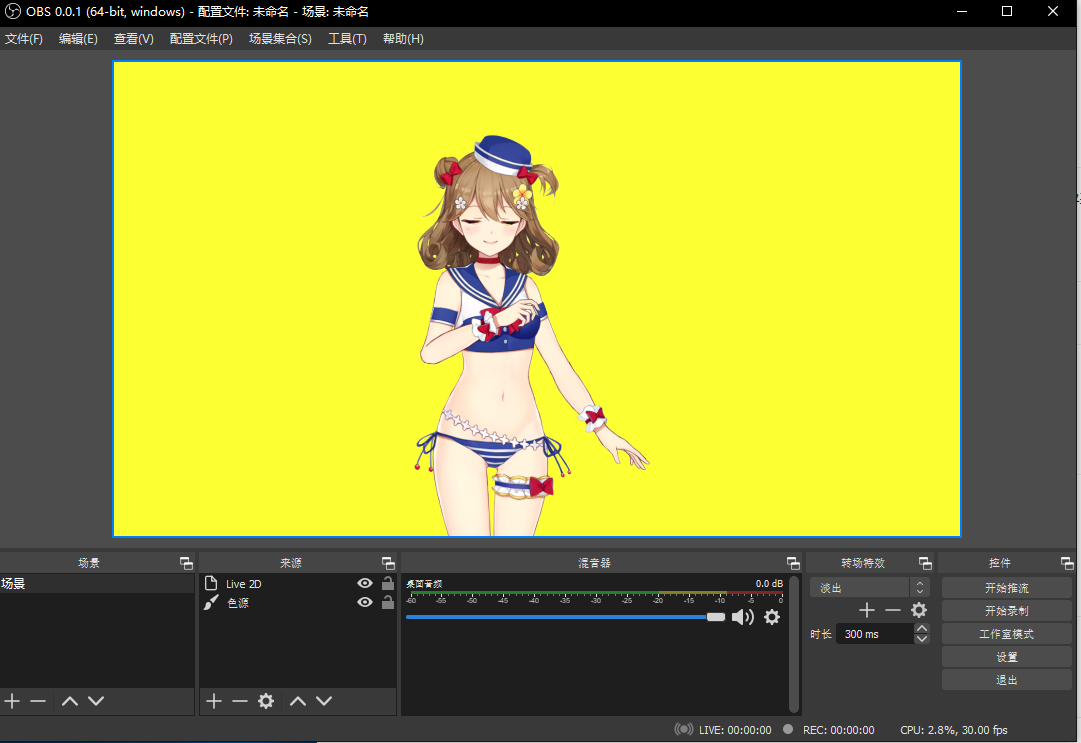 OBS 0.0.1 (64-bit, windows) - 配置文件: 未命名 - 场景: 未命名
文件(F) 编辑(E) 查看(V) 配置文件(P) 场景集合(S) 工具(T) 帮助(H)
场景 来源 混音器 转场特效 控件
场景
Live 2D
色源
桌面音频 0.0 dB
-60 -55 -50 -45 -40 -35 -30 -25 -20 -15 -10 -5 0
淡出
时长 300 ms
开始推流
开始录制
工作室模式
设置
退出
LIVE: 00:00:00 REC: 00:00:00 CPU: 2.8%, 30.00 fps